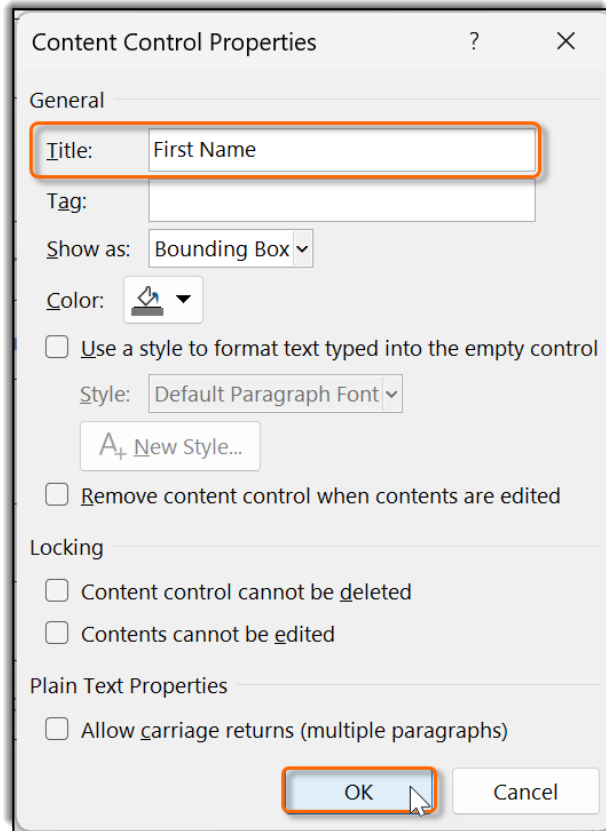 Content Control Properties ?
General
Title: First Name
Tag:
Show as: Bounding Box
Color:
Use a style to format text typed into the empty control
Style: Default Paragraph Font
A+ New Style...
Remove content control when contents are edited
Locking
Content control cannot be deleted
Contents cannot be edited
Plain Text Properties
Allow carriage returns (multiple paragraphs)
OK Cancel